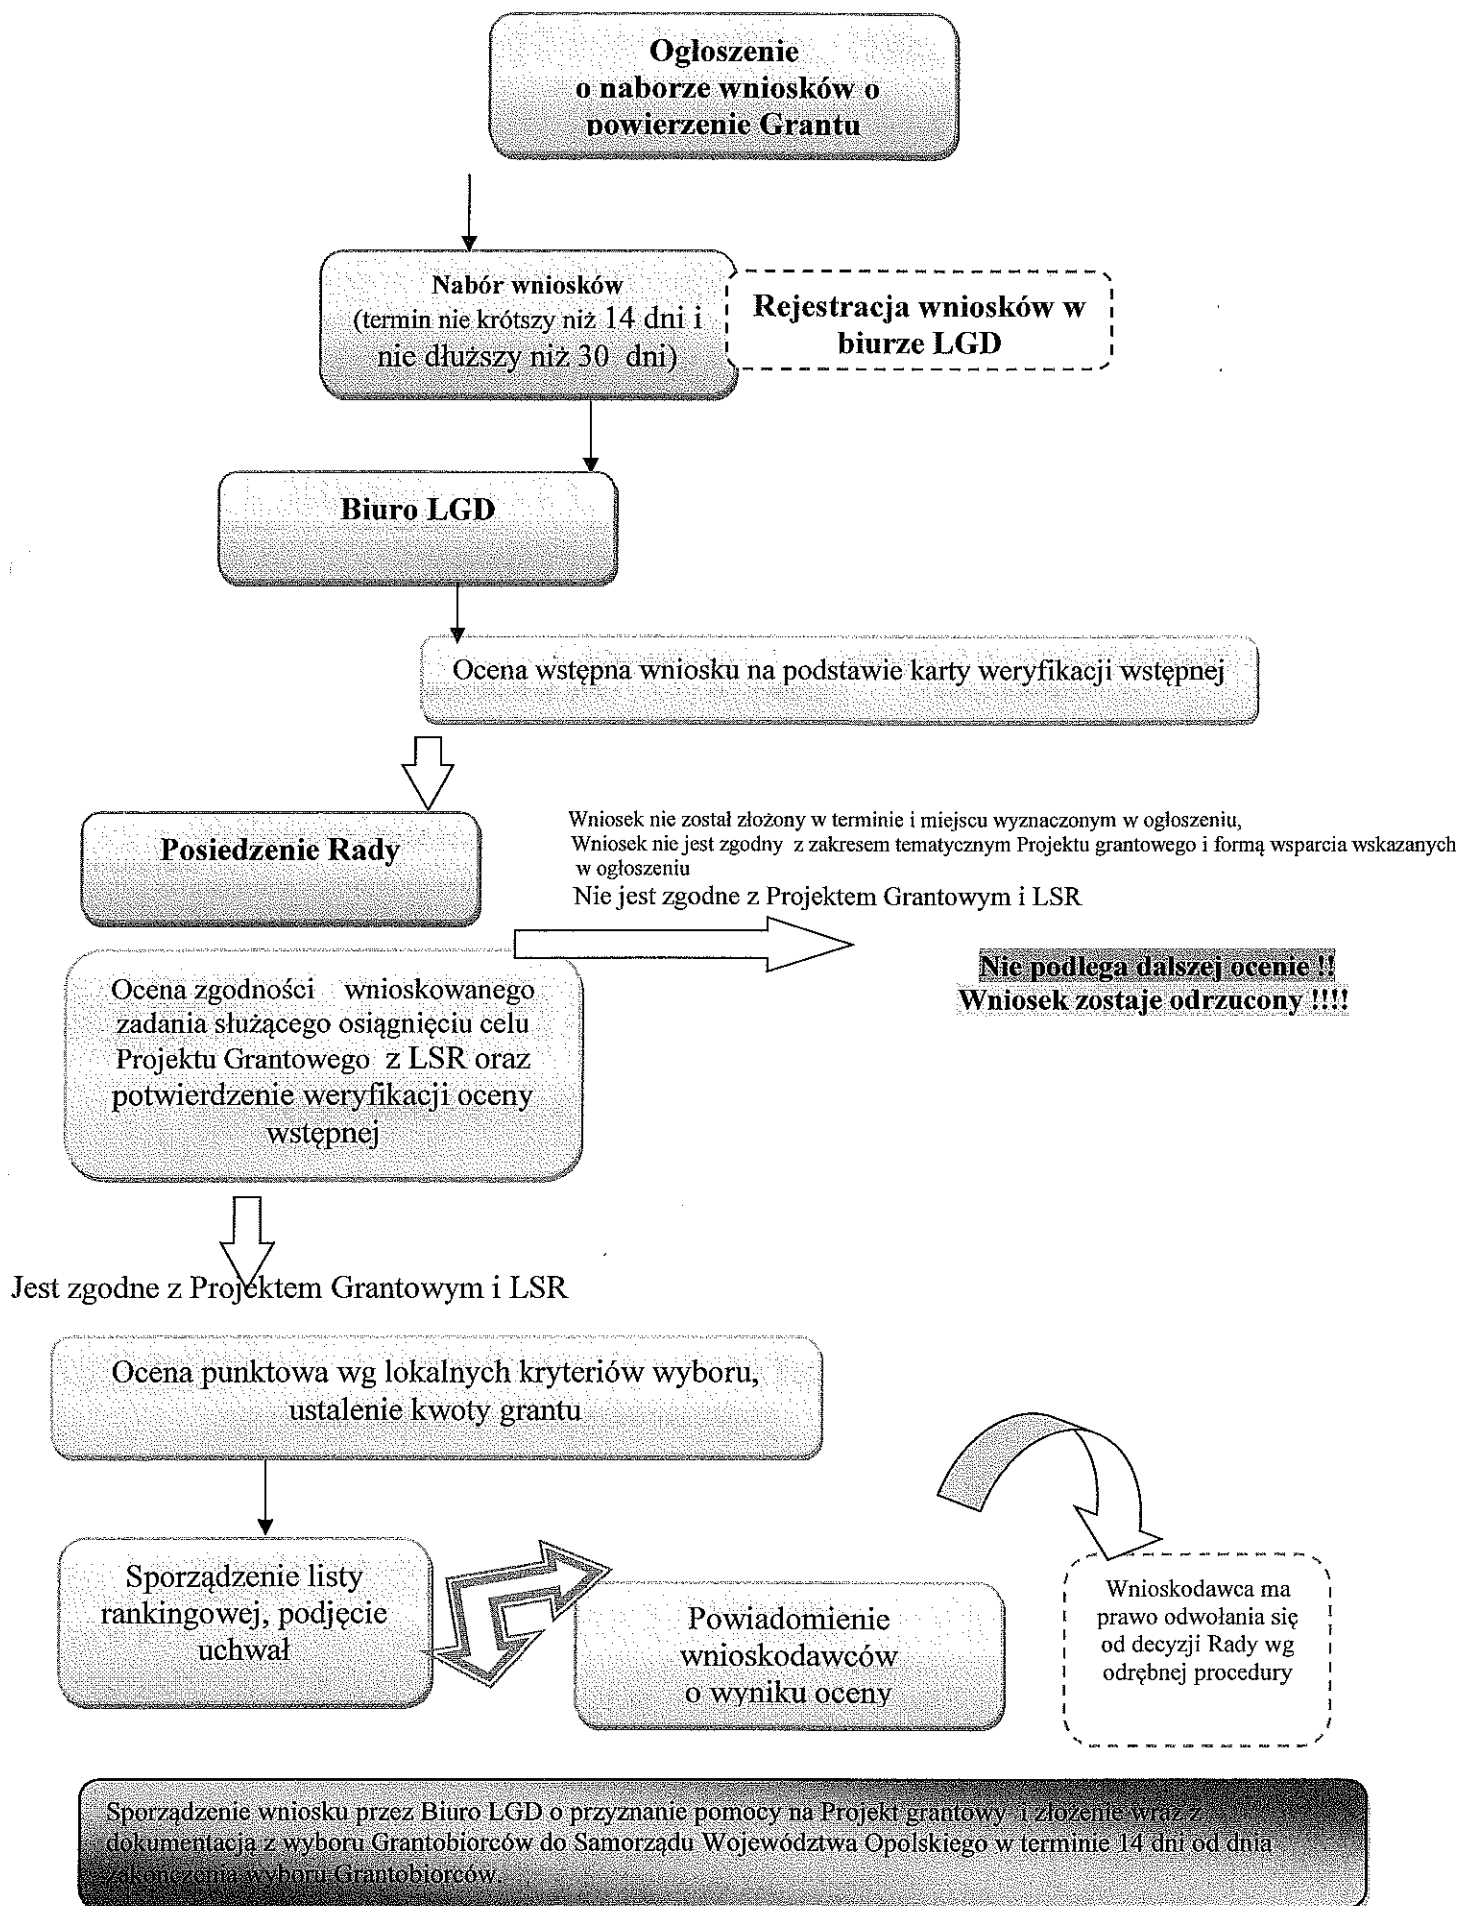 Ogłoszenie
o naborze wniosków o
powierzenie Grantu
Nabór wniosków
(termin nie krótszy niż 14 dni i
nie dłuższy niż 30 dni)
Rejestracja wniosków w
biurze LGD
Biuro LGD
Ocena wstępna wniosku na podstawie karty weryfikacji wstępnej
Posiedzenie Rady
Wniosek nie został złożony w terminie i miejscu wyznaczonym w ogłoszeniu,
Wniosek nie jest zgodny z zakresem tematycznym Projektu grantowego i formą wsparcia wskazanych
w ogłoszeniu
Nie jest zgodne z Projektem Grantowym i LSR
Nie podlega dalszej ocenie !!
Wniosek zostaje odrzucony !!!!
Ocena zgodności wnioskowanego
zadania służącego osiągnięciu celu
Projektu Grantowego z LSR oraz
potwierdzenie weryfikacji oceny
wstępnej
Jest zgodne z Projektem Grantowym i LSR
Ocena punktowa wg lokalnych kryteriów wyboru,
ustalenie kwoty grantu
Sporządzenie listy
rankingowej, podjęcie
uchwał
Powiadomienie
wnioskodawców
o wyniku oceny
Wnioskodawca ma
prawo odwołania się
od decyzji Rady wg
odrębnej procedury
Sporządzenie wniosku przez Biuro LGD o przyznanie pomocy na Projekt grantowy i złożenie wraz z
dokumentacją z wyboru Grantobiorców do Samorządu Województwa Opolskiego w terminie 14 dni od dnia
zakończenia wyboru Grantobiorców.